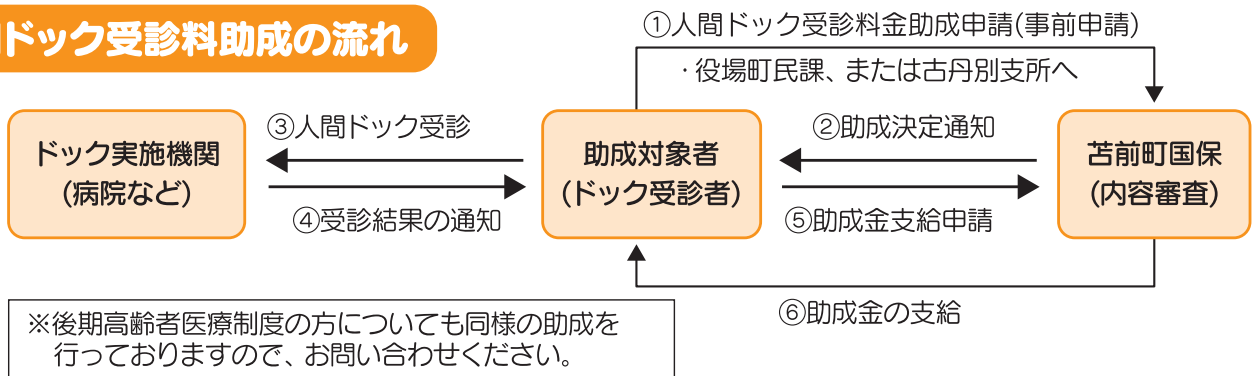 ドック受診料助成の流れ
①人間ドック受診料金助成申請(事前申請)
・役場町民課、または古丹別支所へ
ドック実施機関
(病院など)
③人間ドック受診
④受診結果の通知
助成対象者
(ドック受診者)
②助成決定通知
⑤助成金支給申請
苫前町国保
(内容審査)
⑥助成金の支給
※後期高齢者医療制度の方についても同様の助成を
行っておりますので、お問い合わせください。